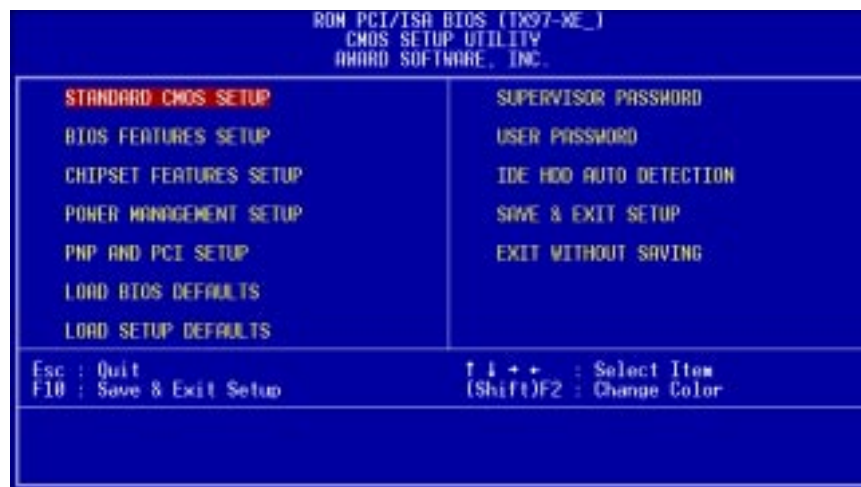 ROM PCI/ISA BIOS (TX97-XE_)
CMOS SETUP UTILITY
AWARD SOFTWARE, INC.
STANDARD CMOS SETUP
BIOS FEATURES SETUP
CHIPSET FEATURES SETUP
POWER MANAGEMENT SETUP
PNP AND PCI SETUP
LOAD BIOS DEFAULTS
LOAD SETUP DEFAULTS
SUPERVISOR PASSWORD
USER PASSWORD
IDE HDD AUTO DETECTION
SAVE & EXIT SETUP
EXIT WITHOUT SAVING
Esc : Quit
F10 : Save & Exit Setup
↑ ↓ → ← : Select Item
(Shift)F2 : Change Color